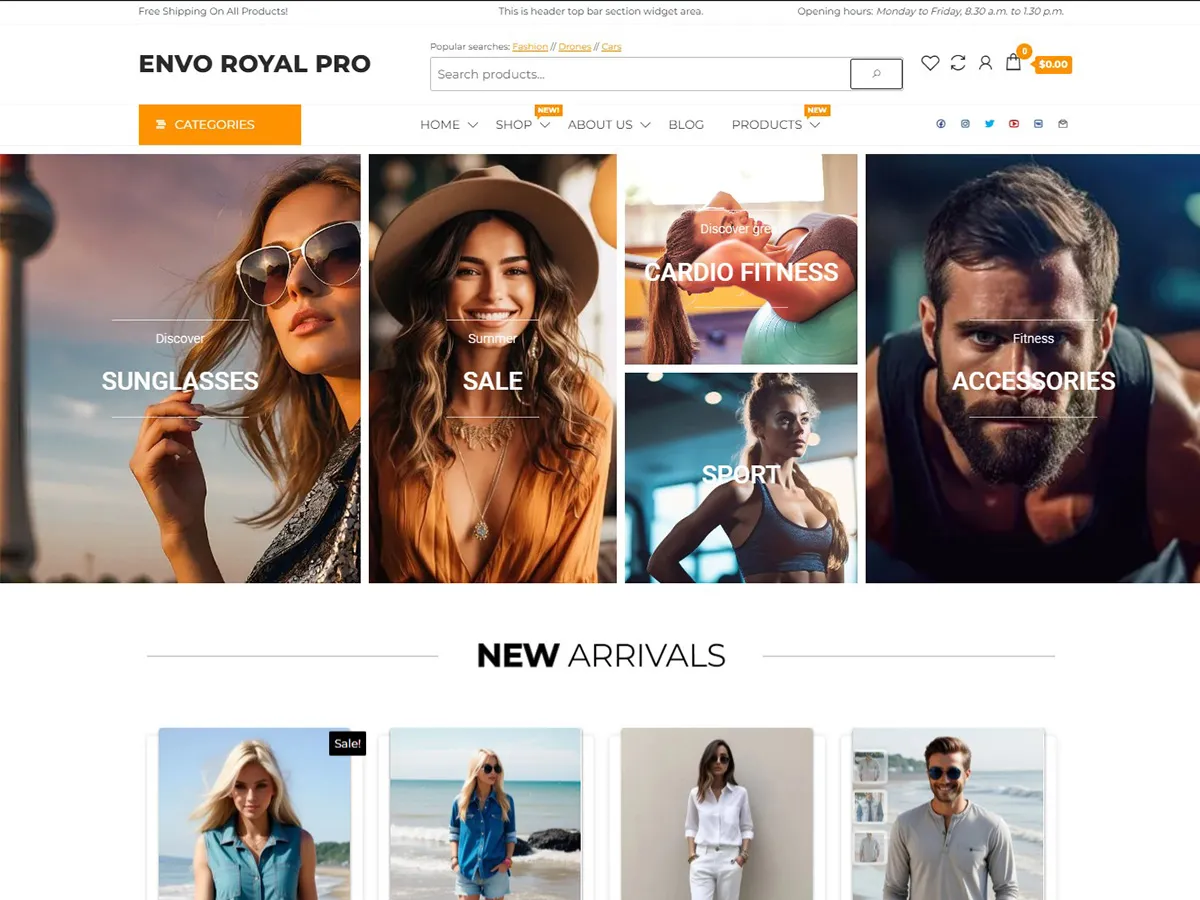 Free Shipping On All Products!
This is header top bar section widget area.
Opening hours: Monday to Friday, 8.30 a.m. to 1.30 p.m.
ENVO ROYAL PRO
Popular searches: Fashion // Drones // Cars
Search products...
0
$0.00
CATEGORIES
HOME
SHOP
NEW!
ABOUT US
BLOG
PRODUCTS
NEW
Discover
SUNGLASSES
Summer
SALE
Discover great
CARDIO FITNESS
SPORT
Fitness
ACCESSORIES
NEW ARRIVALS
Sale!